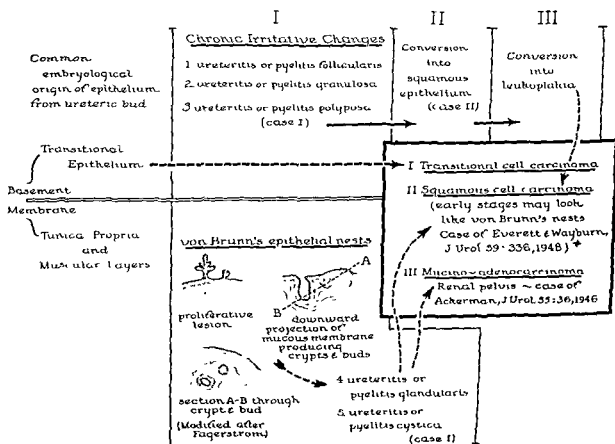 I
II
III
Common
embryological
origin of epithelium
from ureteric bud
Chronic Irritative Changes
1 ureteritis or pyelitis follicularis
2 ureteritis or pyelitis granulosa
3 ureteritis or pyelitis polyposa
(case I)
Conversion
into
squamous
epithelium
(case II)
Conversion
into
leukoplakia
Transitional
Epithelium
Basement
Membrane
Tunica Propria
and
Muscular Layers
I Transitional cell carcinoma
II Squamous cell carcinoma
(early stages may look
like von Brunn's nests
Case of Everett & Wayburn,
J Urol 59:336, 1948)
III Mucino-adenocarcinoma
Renal pelvis ~ case of
Ackerman, J Urol 55:36, 1946
von Brunn's epithelial nests
proliferative
lesion
A
B
downward
projection of
mucous membrane
producing
crypts & buds
section A-B through
crypt & bud
(Modified after
Fagerstrom)
4 ureteritis or
pyelitis glandularis
5 ureteritis or
pyelitis cystica
(case I)